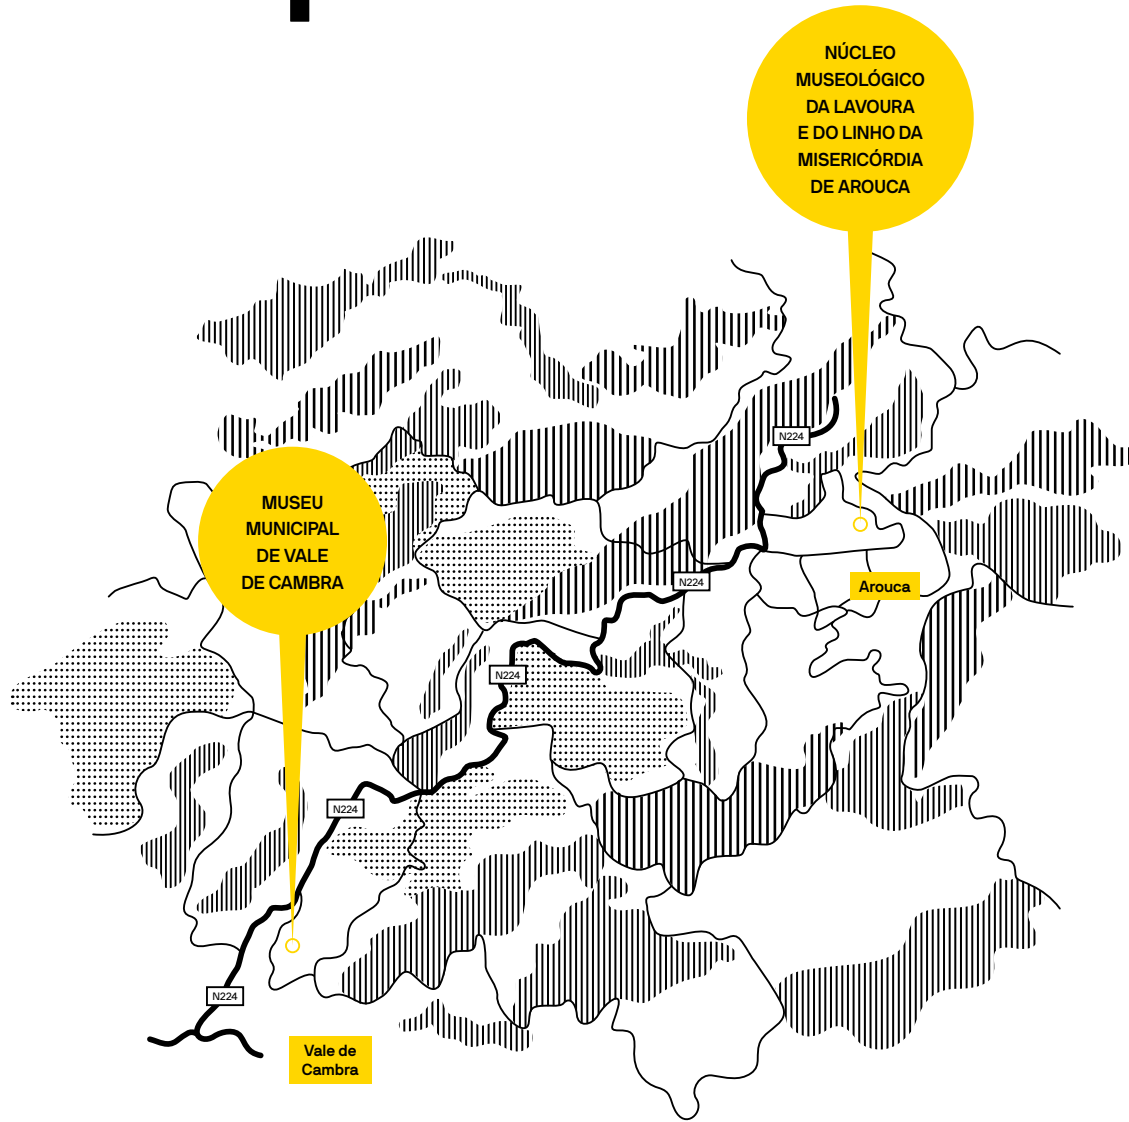 NÚCLEO
MUSEOLÓGICO
DA LAVOURA
E DO LINHO DA
MISERICÓRDIA
DE AROUCA
N224
MUSEU
MUNICIPAL
DE VALE
DE CAMBRA
N224
Arouca
N224
N224
N224
Vale de
Cambra